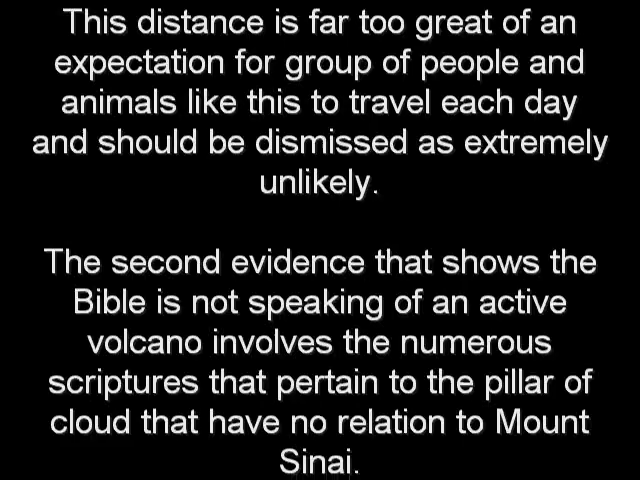 This distance is far too great of an
expectation for group of people and
animals like this to travel each day
and should be dismissed as extremely
unlikely.
The second evidence that shows the
Bible is not speaking of an active
volcano involves the numerous
scriptures that pertain to the pillar of
cloud that have no relation to Mount
Sinai.